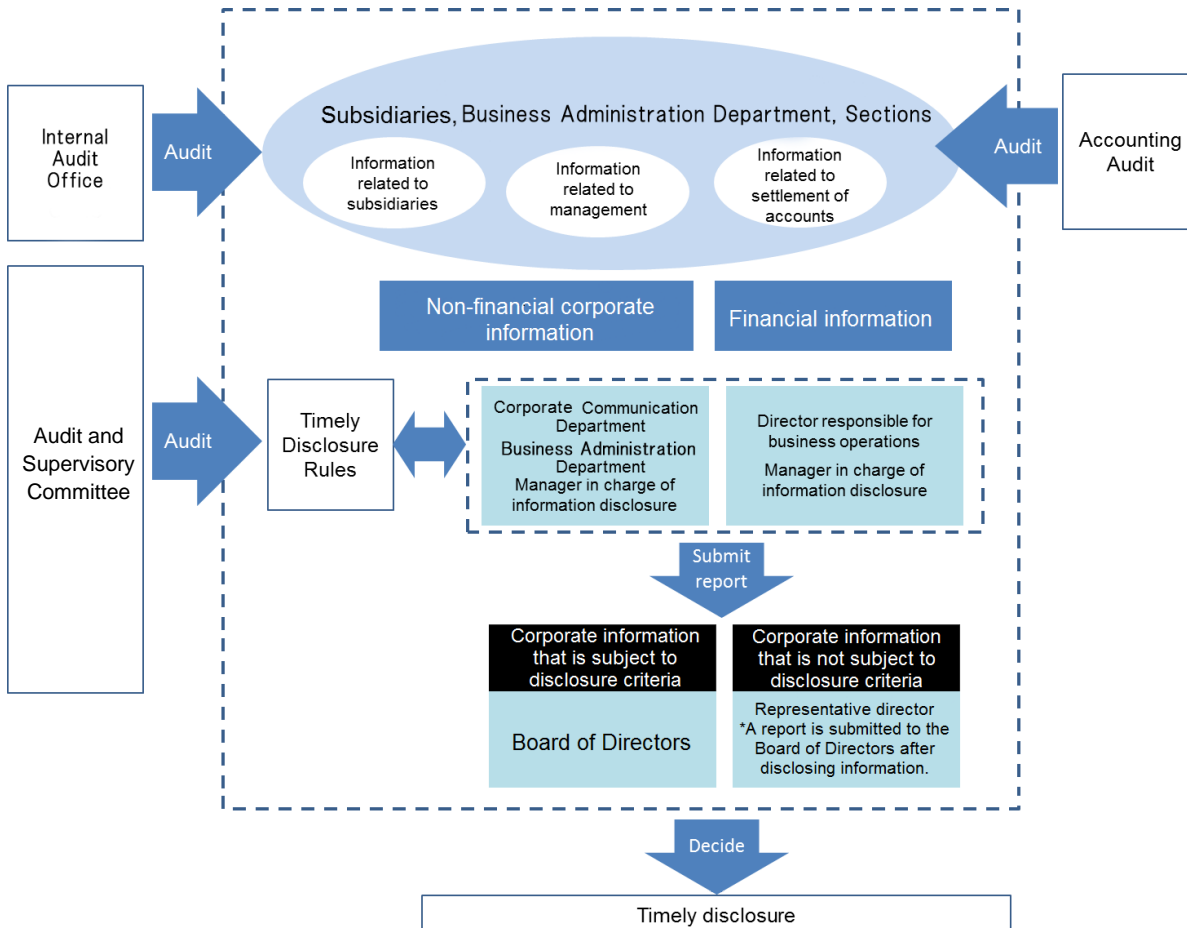 Subsidiaries, Business Administration Department, Sections
Internal
Audit
Office
Audit
Information
related to
subsidiaries
Information
related to
management
Information
related to
settlement of
accounts
Audit
Accounting
Audit
Non-financial corporate
information
Financial information
Audit and
Supervisory
Committee
Audit
Timely
Disclosure
Rules
Corporate Communication
Department
Business Administration
Department
Manager in charge of
information disclosure
Director responsible for
business operations
Manager in charge of
information disclosure
Submit
report
Corporate information
that is subject to
disclosure criteria
Corporate information
that is not subject to
disclosure criteria
Board of Directors
Representative director
*A report is submitted to the
Board of Directors after
disclosing information.
Decide
Timely disclosure